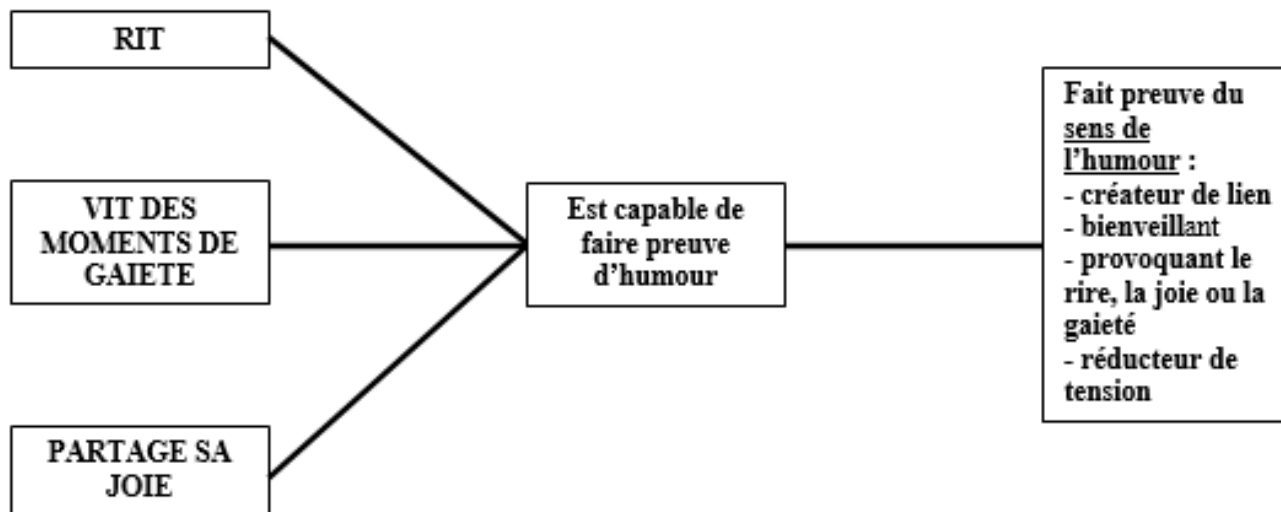 RIT
VIT DES
MOMENTS DE
GAIETE
PARTAGE SA
JOIE
Est capable de
faire preuve
d’humour
Fait preuve du
sens de
l’humour :
- créateur de lien
- bienveillant
- provoquant le
rire, la joie ou la
gaieté
- réducteur de
tension